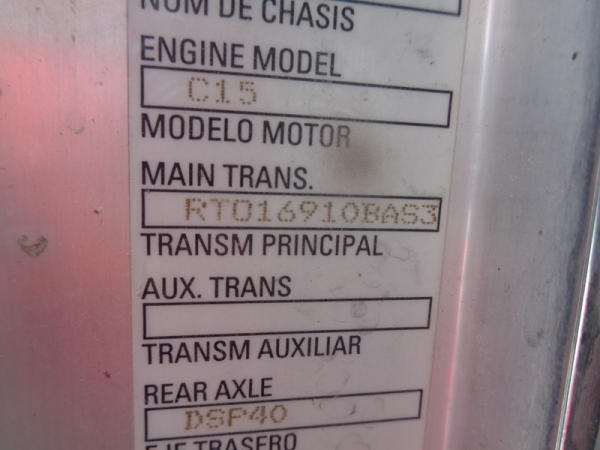 NUM DE CHASIS
ENGINE MODEL
C15
MODELO MOTOR
MAIN TRANS.
RTO16910BAS3
TRANSM PRINCIPAL
AUX. TRANS
TRANSM AUXILIAR
REAR AXLE
DSP40
EJE TRASERO